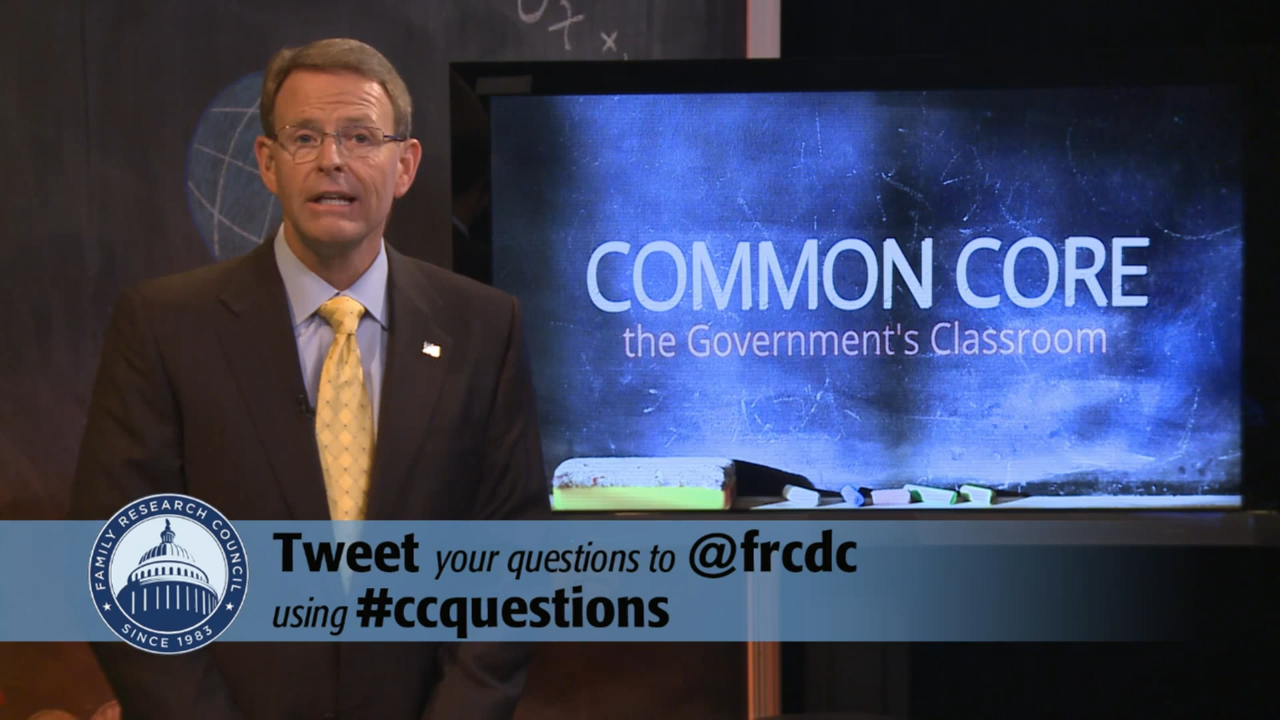 COMMON CORE
the Government's Classroom
FAMILY RESEARCH COUNCIL
SINCE 1983
Tweet your questions to @frcdc
using #ccquestions